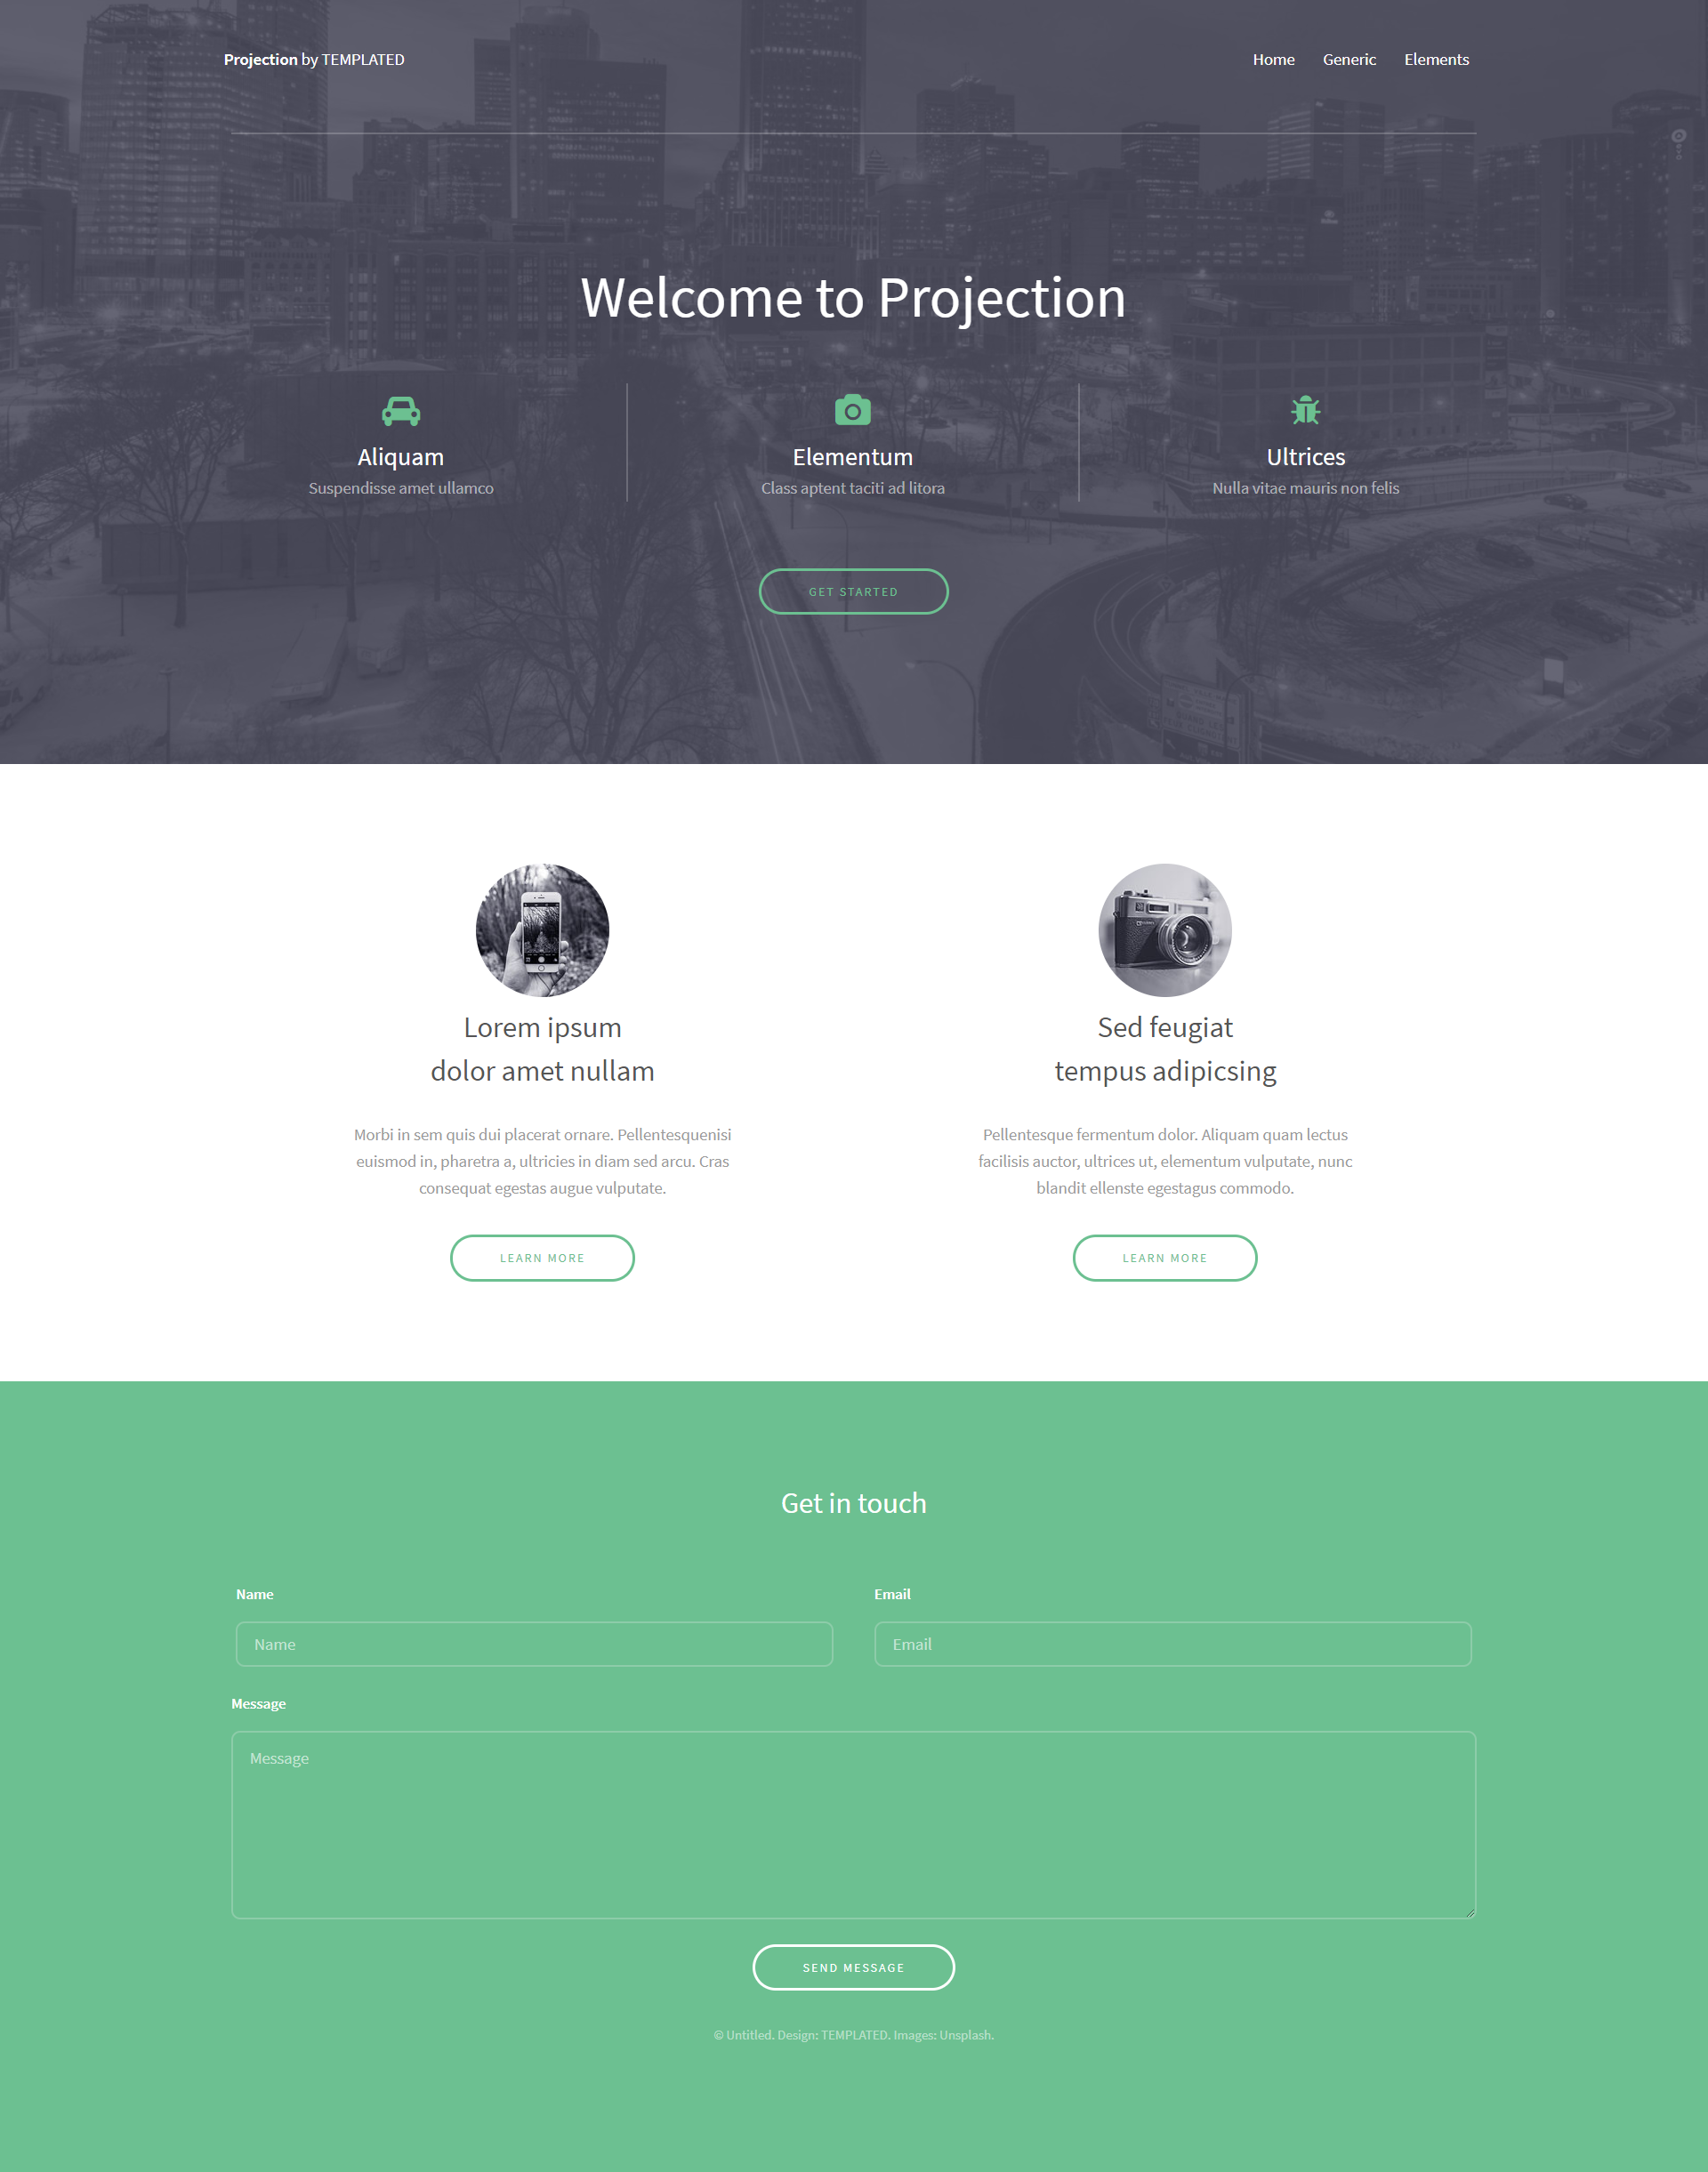 Projection by TEMPLATED
Home Generic Elements
Welcome to Projection
Aliquam
Suspendisse amet ullamco
Elementum
Class aptent taciti ad litora
Ultrices
Nulla vitae mauris non felis
GET STARTED
Lorem ipsum
dolor amet nullam
Morbi in sem quis dui placerat ornare. Pellentesquenisi
euismod in, pharetra a, ultricies in diam sed arcu. Cras
consequat egestas augue vulputate.
LEARN MORE
Sed feugiat
tempus adipicsing
Pellentesque fermentum dolor. Aliquam quam lectus
facilisis auctor, ultrices ut, elementum vulputate, nunc
blandit ellenste egestagus commodo.
LEARN MORE
Get in touch
Name
Name
Email
Email
Message
Message
SEND MESSAGE
© Untitled. Design: TEMPLATED. Images: Unsplash.